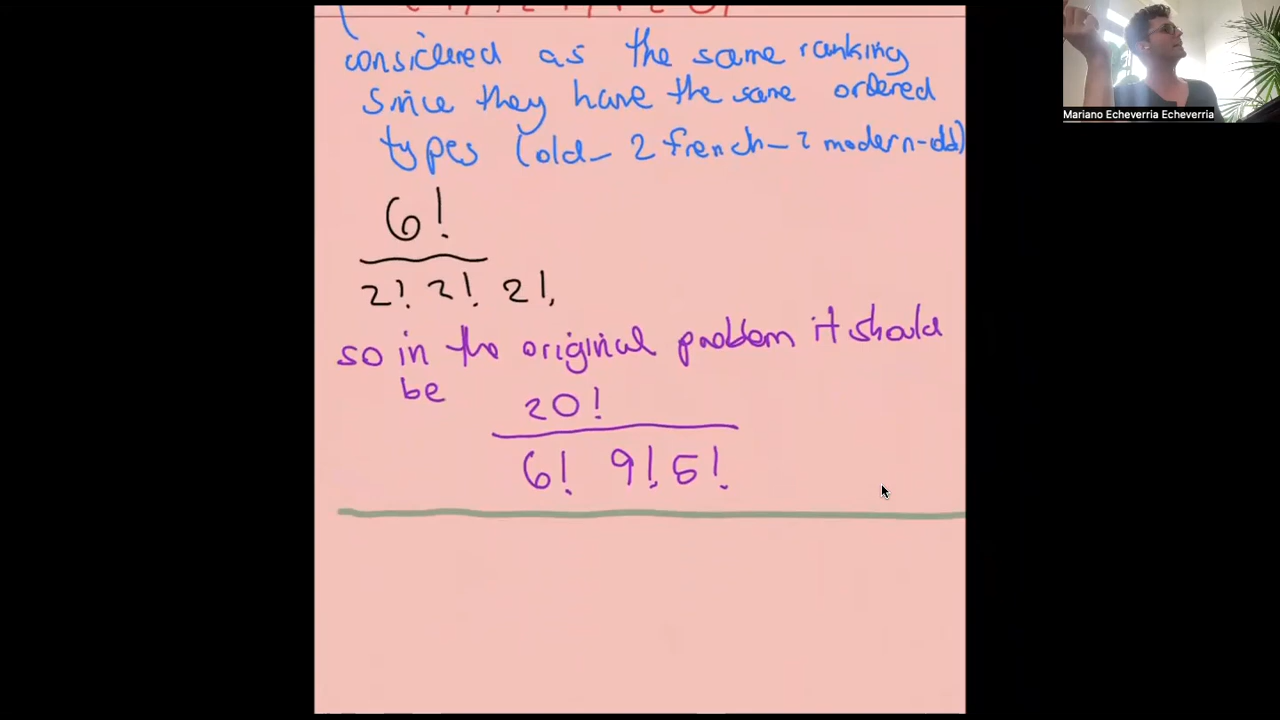 considered as the same ranking
since they have the same ordered
types (old- 2 french- 2 modern-old)
6!
2! 2! 2!
so in the original problem it should
be
20!
6! 9! 5!
Mariano Echeverria Echeverria